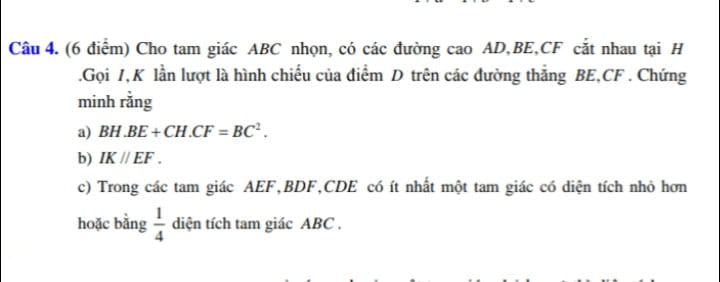 Câu 4. (6 điểm) Cho tam giác ABC nhọn, có các đường cao AD,BE,CF cắt nhau tại H
.Gọi I,K lần lượt là hình chiếu của điểm D trên các đường thẳng BE,CF . Chứng
minh rằng
a) BH.BE + CH.CF = BC².
b) IK // EF .
c) Trong các tam giác AEF,BDF,CDE có ít nhất một tam giác có diện tích nhỏ hơn
hoặc bằng 1/4 diện tích tam giác ABC .